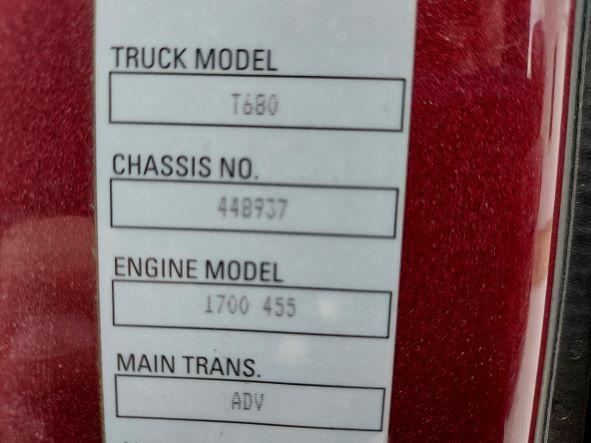 TRUCK MODEL
T680
CHASSIS NO.
448937
ENGINE MODEL
1700 455
MAIN TRANS.
ADV